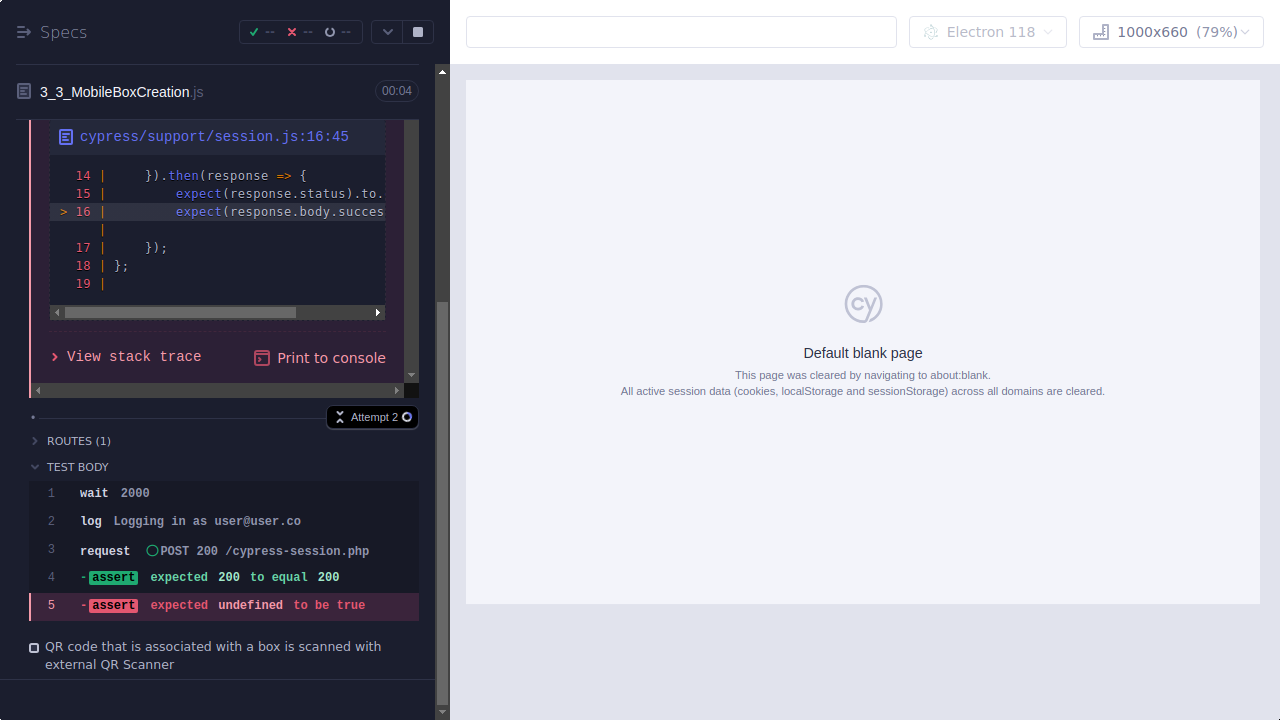 Specs
-- -- --
3_3_MobileBoxCreation.js 00:04
cypress/support/session.js:16:45
14 | }).then(response => {
15 | expect(response.status).to.
> 16 | expect(response.body.succes
|
17 | });
18 | };
19 |
View stack trace
Print to console
Attempt 2
ROUTES (1)
TEST BODY
1 wait 2000
2 log Logging in as user@user.co
3 request POST 200 /cypress-session.php
4 -assert expected 200 to equal 200
5 -assert expected undefined to be true
QR code that is associated with a box is scanned with
external QR Scanner
Electron 118
1000x660 (79%)
cy
Default blank page
This page was cleared by navigating to about:blank.
All active session data (cookies, localStorage and sessionStorage) across all domains are cleared.